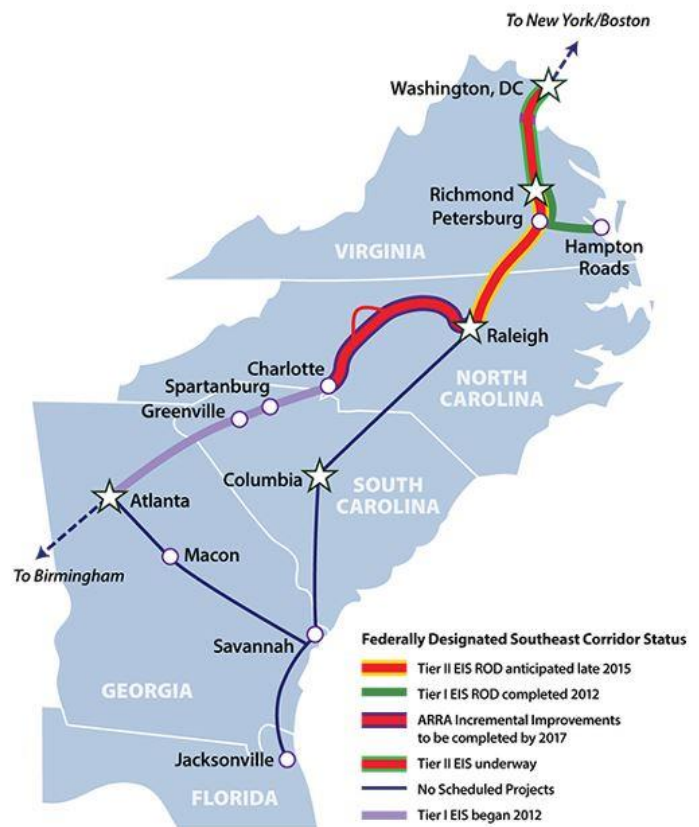 To New York/Boston
Washington, DC
Richmond
Petersburg
VIRGINIA
Hampton
Roads
Raleigh
Charlotte
Spartanburg
Greenville
NORTH
CAROLINA
Columbia
SOUTH
CAROLINA
Atlanta
Macon
To Birmingham
Savannah
GEORGIA
Jacksonville
FLORIDA
Federally Designated Southeast Corridor Status
Tier II EIS ROD anticipated late 2015
Tier I EIS ROD completed 2012
ARRA Incremental Improvements
to be completed by 2017
Tier II EIS underway
No Scheduled Projects
Tier I EIS began 2012